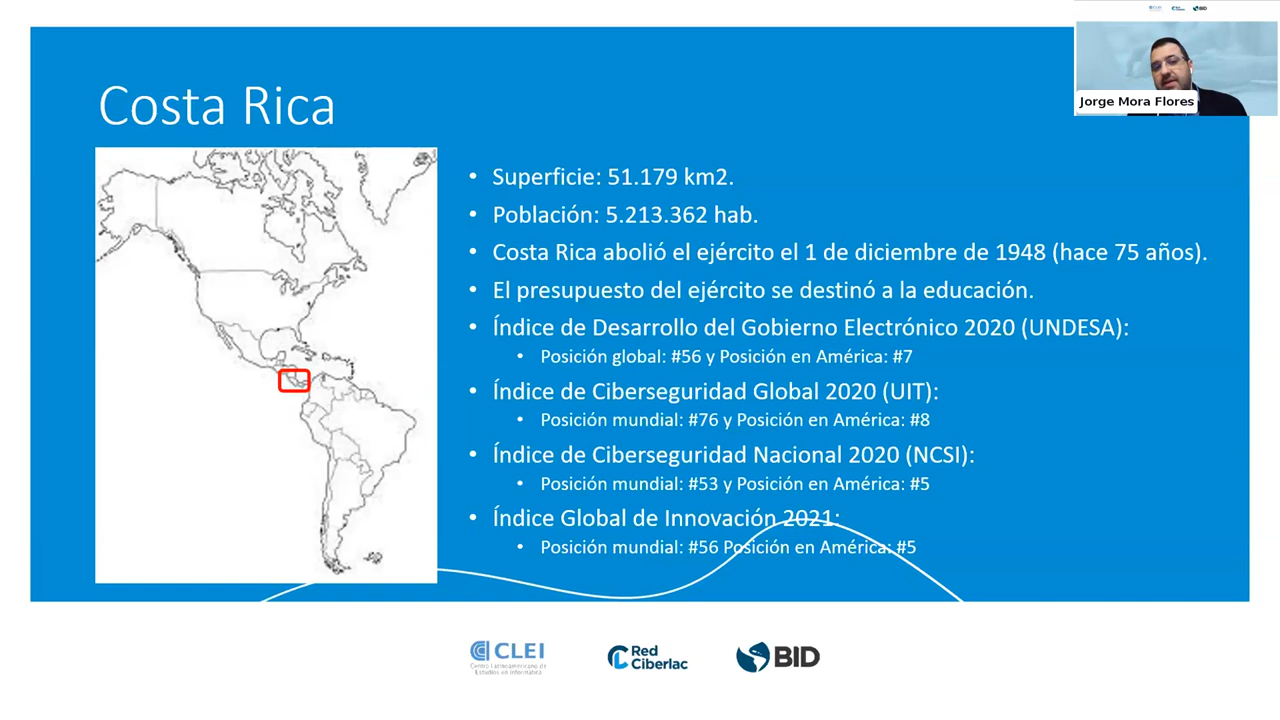 CLEI
Red
Ciberlac
BID
Jorge Mora Flores
Costa Rica
• Superficie: 51.179 km2.
• Población: 5.213.362 hab.
• Costa Rica abolió el ejército el 1 de diciembre de 1948 (hace 75 años).
• El presupuesto del ejército se destinó a la educación.
• Índice de Desarrollo del Gobierno Electrónico 2020 (UNDESA):
• Posición global: #56 y Posición en América: #7
• Índice de Ciberseguridad Global 2020 (UIT):
• Posición mundial: #76 y Posición en América: #8
• Índice de Ciberseguridad Nacional 2020 (NCSI):
• Posición mundial: #53 y Posición en América: #5
• Índice Global de Innovación 2021:
• Posición mundial: #56 Posición en América: #5
CLEI
Centro Latinoamericano de
Estudios en Informática
Red
Ciberlac
BID